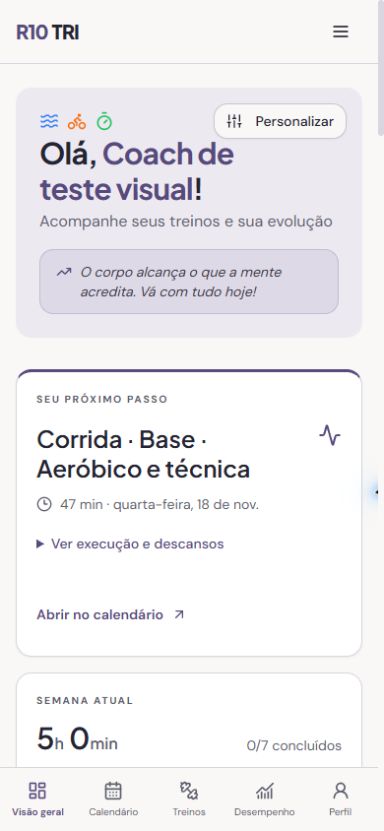 R10 TRI
Personalizar
Olá, Coach de
teste visual!
Acompanhe seus treinos e sua evolução
O corpo alcança o que a mente
acredita. Vá com tudo hoje!
SEU PRÓXIMO PASSO
Corrida · Base ·
Aeróbico e técnica
47 min · quarta-feira, 18 de nov.
Ver execução e descansos
Abrir no calendário
SEMANA ATUAL
5h 0min
0/7 concluídos
Visão geral
Calendário
Treinos
Desempenho
Perfil